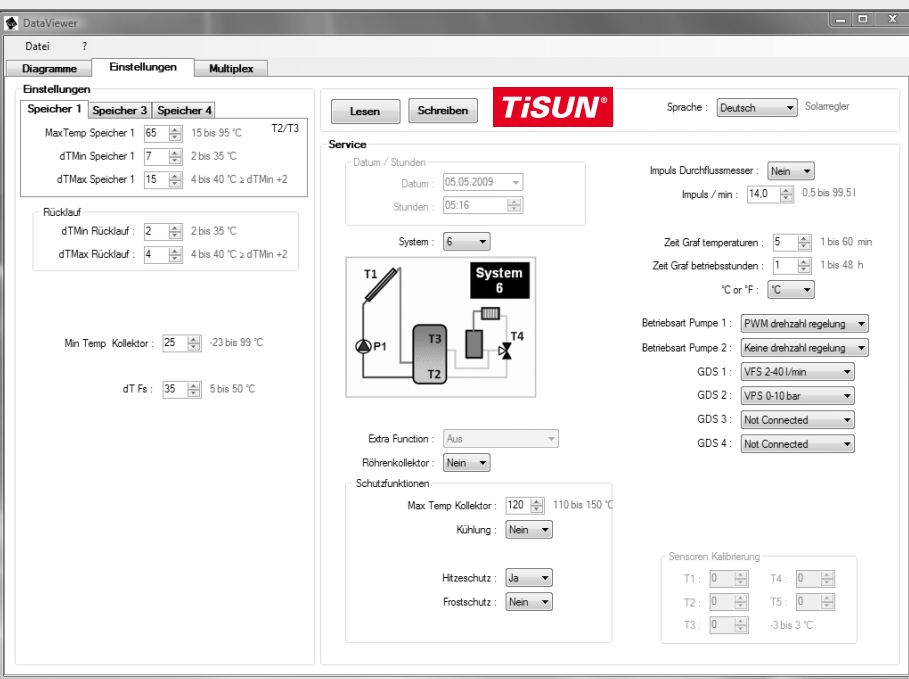 DataViewer
Datei ?
Diagramme Einstellungen Multiplex
Einstellungen
Speicher 1 Speicher 3 Speicher 4
MaxTemp Speicher 1 65 15 bis 95 °C T2/T3
dTMin Speicher 1 7 2 bis 35 °C
dTMax Speicher 1 15 4 bis 40 °C ≥ dTMin +2
Rücklauf
dTMin Rücklauf : 2 2 bis 35 °C
dTMax Rücklauf : 4 4 bis 40 °C ≥ dTMin +2
Min Temp Kollektor : 25 -23 bis 99 °C
dT Fs : 35 5 bis 50 °C
Lesen Schreiben TiSUN® Sprache : Deutsch Solarregler
Service
Datum / Stunden
Datum : 05.05.2009
Stunden : 05:16
System : 6
T1 System
6
P1 T3 T4
T2
Extra Function : Aus
Röhrenkollektor : Nein
Schutzfunktionen
Max Temp Kollektor : 120 110 bis 150 °C
Kühlung : Nein
Hitzeschutz : Ja
Frostschutz : Nein
Impuls Durchflussmesser : Nein
Impuls / min : 14,0 0,5 bis 99,5 l
Zeit Graf temperaturen : 5 1 bis 60 min
Zeit Graf betriebsstunden : 1 1 bis 48 h
°C or °F : °C
Betriebsart Pumpe 1 : PWM drehzahl regelung
Betriebsart Pumpe 2 : Keine drehzahl regelung
GDS 1 : VFS 2-40 l/min
GDS 2 : VPS 0-10 bar
GDS 3 : Not Connected
GDS 4 : Not Connected
Sensoren Kalibrierung
T1 : 0 T4 : 0
T2 : 0 T5 : 0
T3 : 0 -3 bis 3 °C